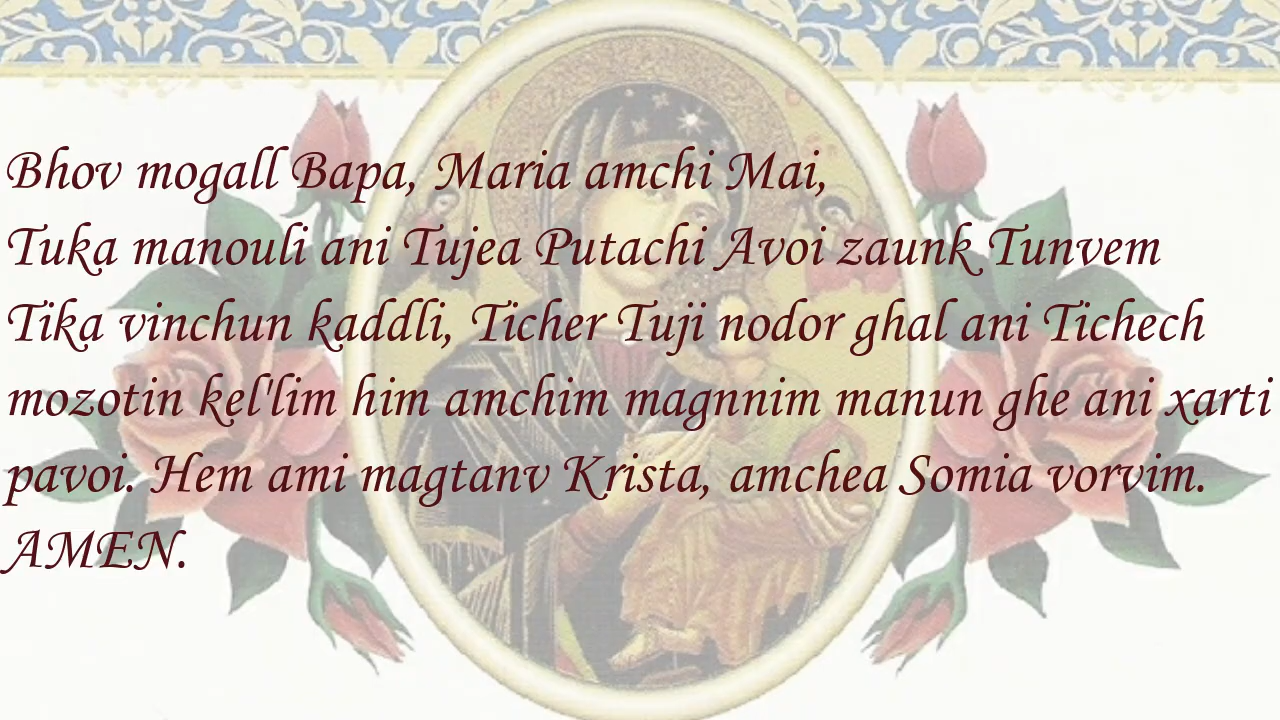 Bhov mogall Bapa, Maria amchi Mai,
Tuka manouli ani Tujea Putachi Avoi zaunk Tunvem
Tika vinchun kaddli, Ticher Tuji nodor ghal ani Tichech
mozotin kel'lim him amchim magnnim manun ghe ani xarti
pavoi. Hem ami magtanv Krista, amchea Somia vorvim.
AMEN.